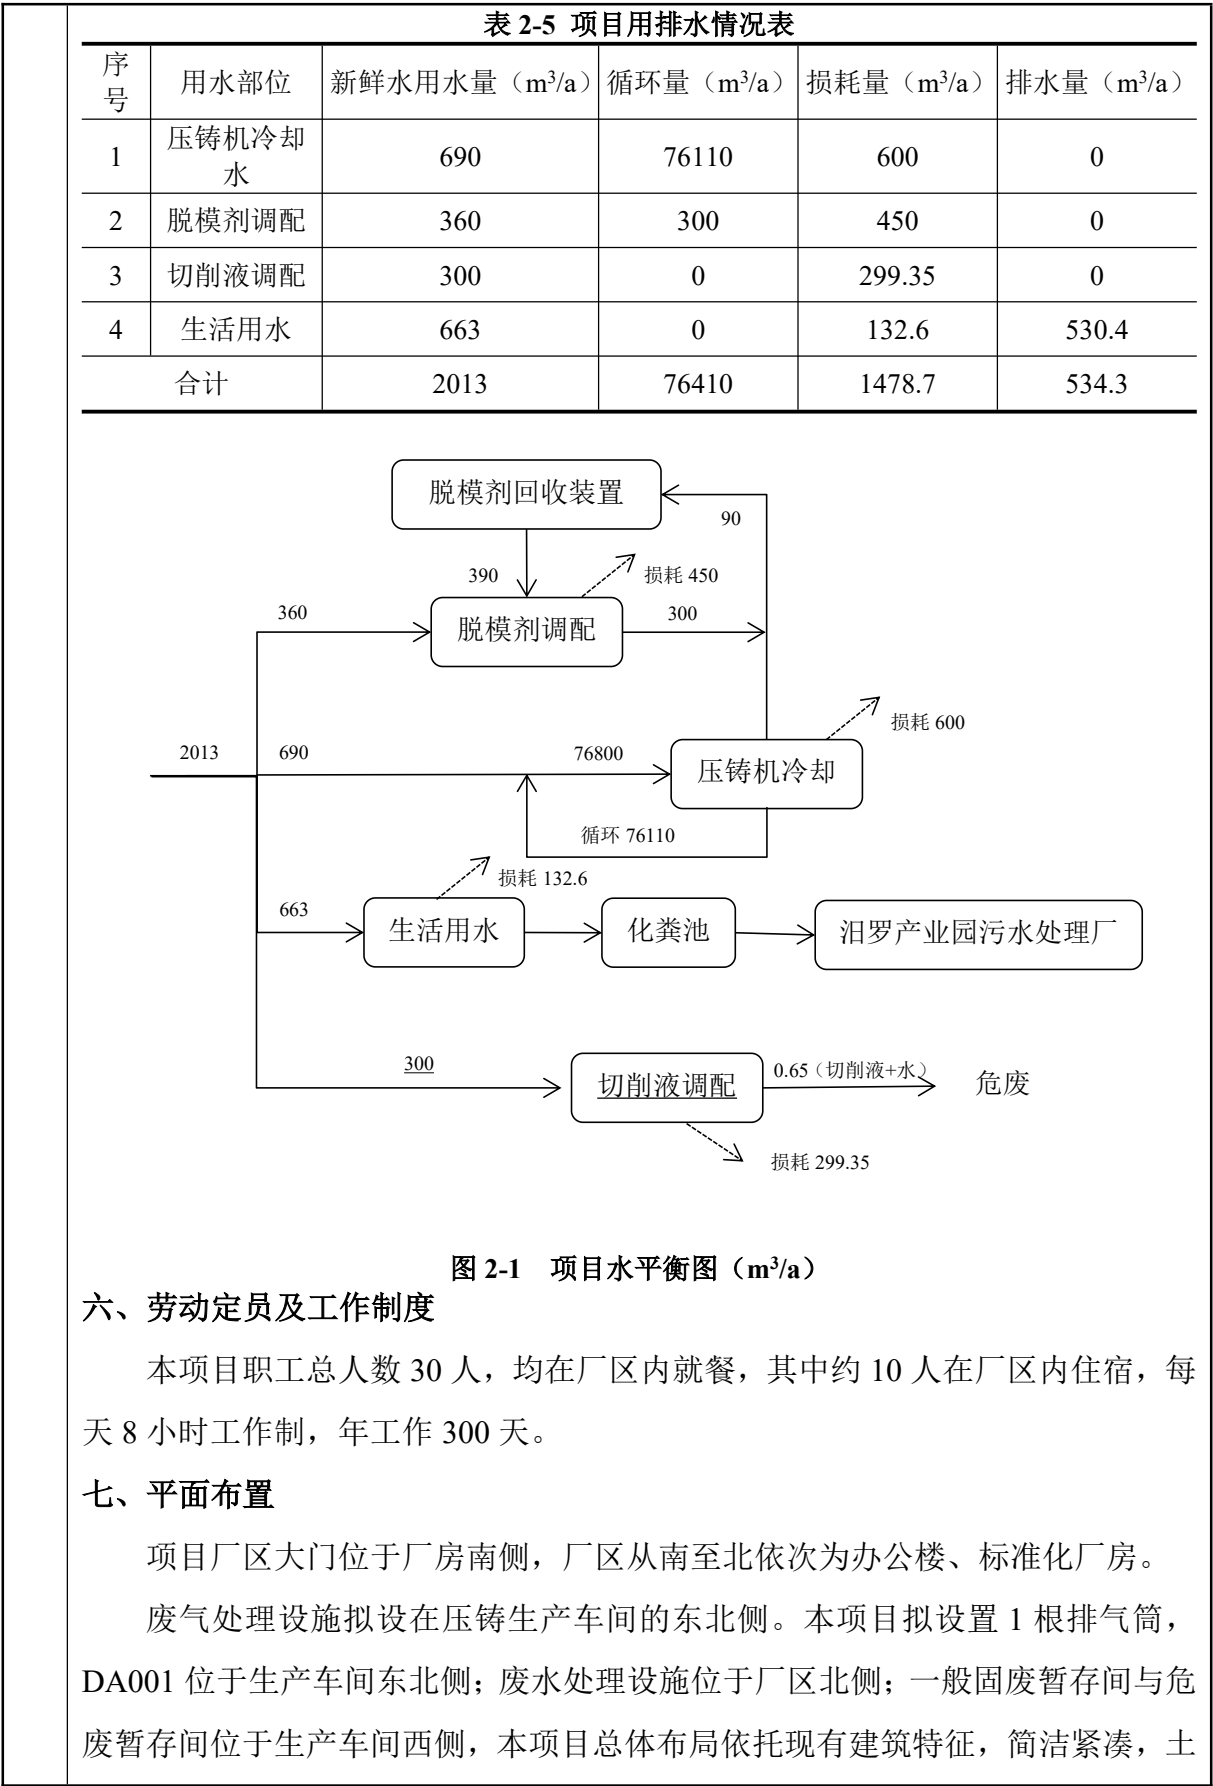 表 2-5 项目用排水情况表
序号 用水部位 新鲜水用水量（m³/a） 循环量（m³/a） 损耗量（m³/a） 排水量（m³/a）
1 压铸机冷却水 690 76110 600 0
2 脱模剂调配 360 300 450 0
3 切削液调配 300 0 299.35 0
4 生活用水 663 0 132.6 530.4
合计 2013 76410 1478.7 534.3
脱模剂回收装置
90
390
损耗 450
360
脱模剂调配
300
损耗 600
2013
690
76800
压铸机冷却
循环 76110
损耗 132.6
663
生活用水
化粪池
汨罗产业园污水处理厂
300
切削液调配
0.65（切削液+水）
危废
损耗 299.35
图 2-1 项目水平衡图（m³/a）
六、劳动定员及工作制度
本项目职工总人数 30 人，均在厂区内就餐，其中约 10 人在厂区内住宿，每
天 8 小时工作制，年工作 300 天。
七、平面布置
项目厂区大门位于厂房南侧，厂区从南至北依次为办公楼、标准化厂房。
废气处理设施拟设在压铸生产车间的东北侧。本项目拟设置 1 根排气筒，
DA001 位于生产车间东北侧；废水处理设施位于厂区北侧；一般固废暂存间与危
废暂存间位于生产车间西侧，本项目总体布局依托现有建筑特征，简洁紧凑，土